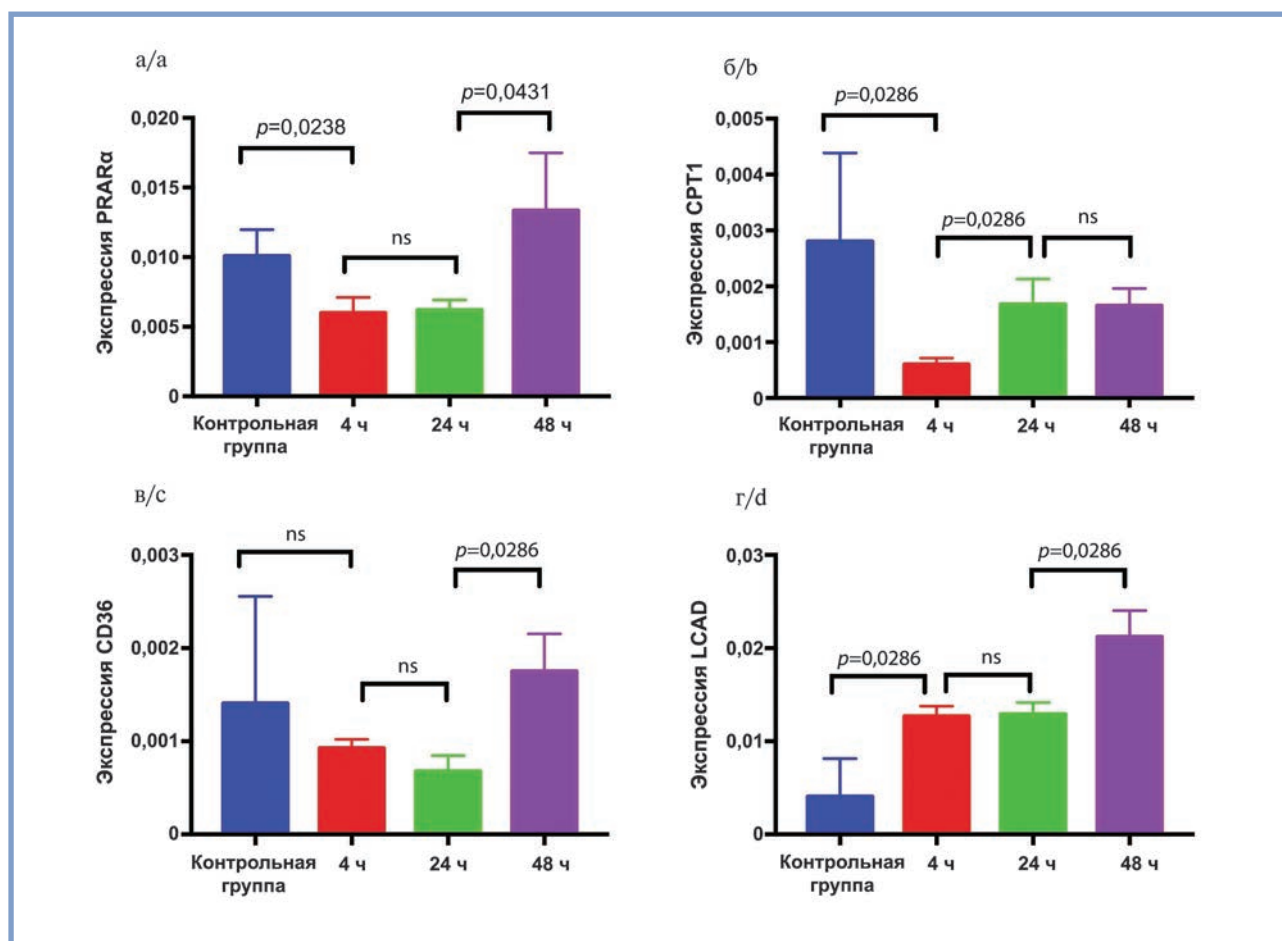 а/a
Экспрессия PRARα
0,020
0,015
0,010
0,005
0
p=0,0238
ns
p=0,0431
Контрольная
группа
4 ч
24 ч
48 ч
б/b
Экспрессия CPT1
0,005
0,004
0,003
0,002
0,001
0
p=0,0286
p=0,0286
ns
Контрольная
группа
4 ч
24 ч
48 ч
в/c
Экспрессия CD36
0,003
0,002
0,001
0
ns
ns
p=0,0286
Контрольная
группа
4 ч
24 ч
48 ч
г/d
Экспрессия LCAD
0,03
0,02
0,01
0
p=0,0286
ns
p=0,0286
Контрольная
группа
4 ч
24 ч
48 ч